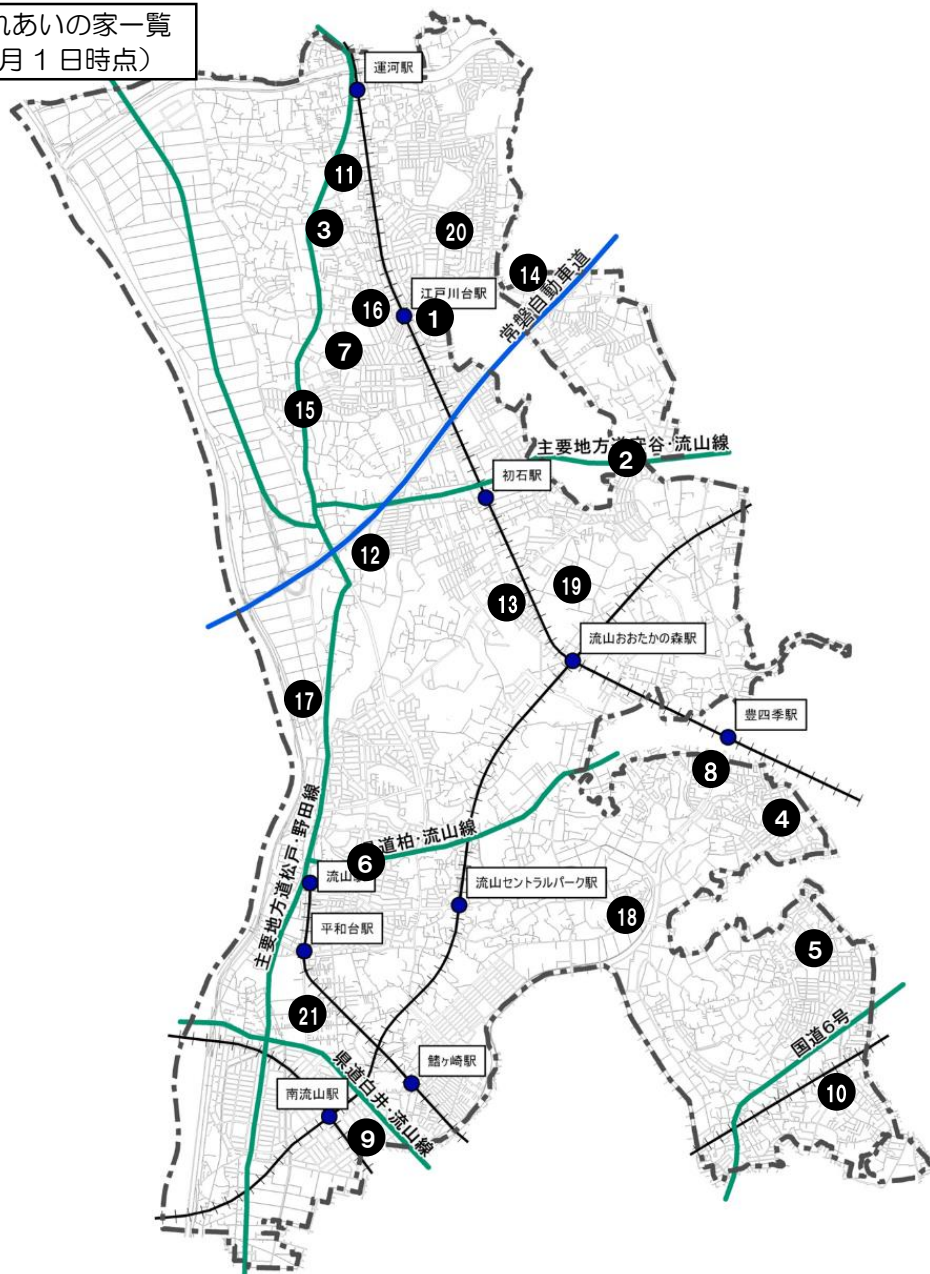 れあいの家一覧
月1日時点）
運河駅
11
3
20
14
江戸川台駅
16
1
常磐自動車道
7
15
主要地方道守谷・流山線
2
初石駅
12
19
13
流山おおたかの森駅
17
豊四季駅
8
4
主要地方道松戸・野田線
道柏・流山線
6
流山
流山セントラルパーク駅
18
平和台駅
5
21
国道6号
鰭ヶ崎駅
県道白井・流山線
10
南流山駅
9